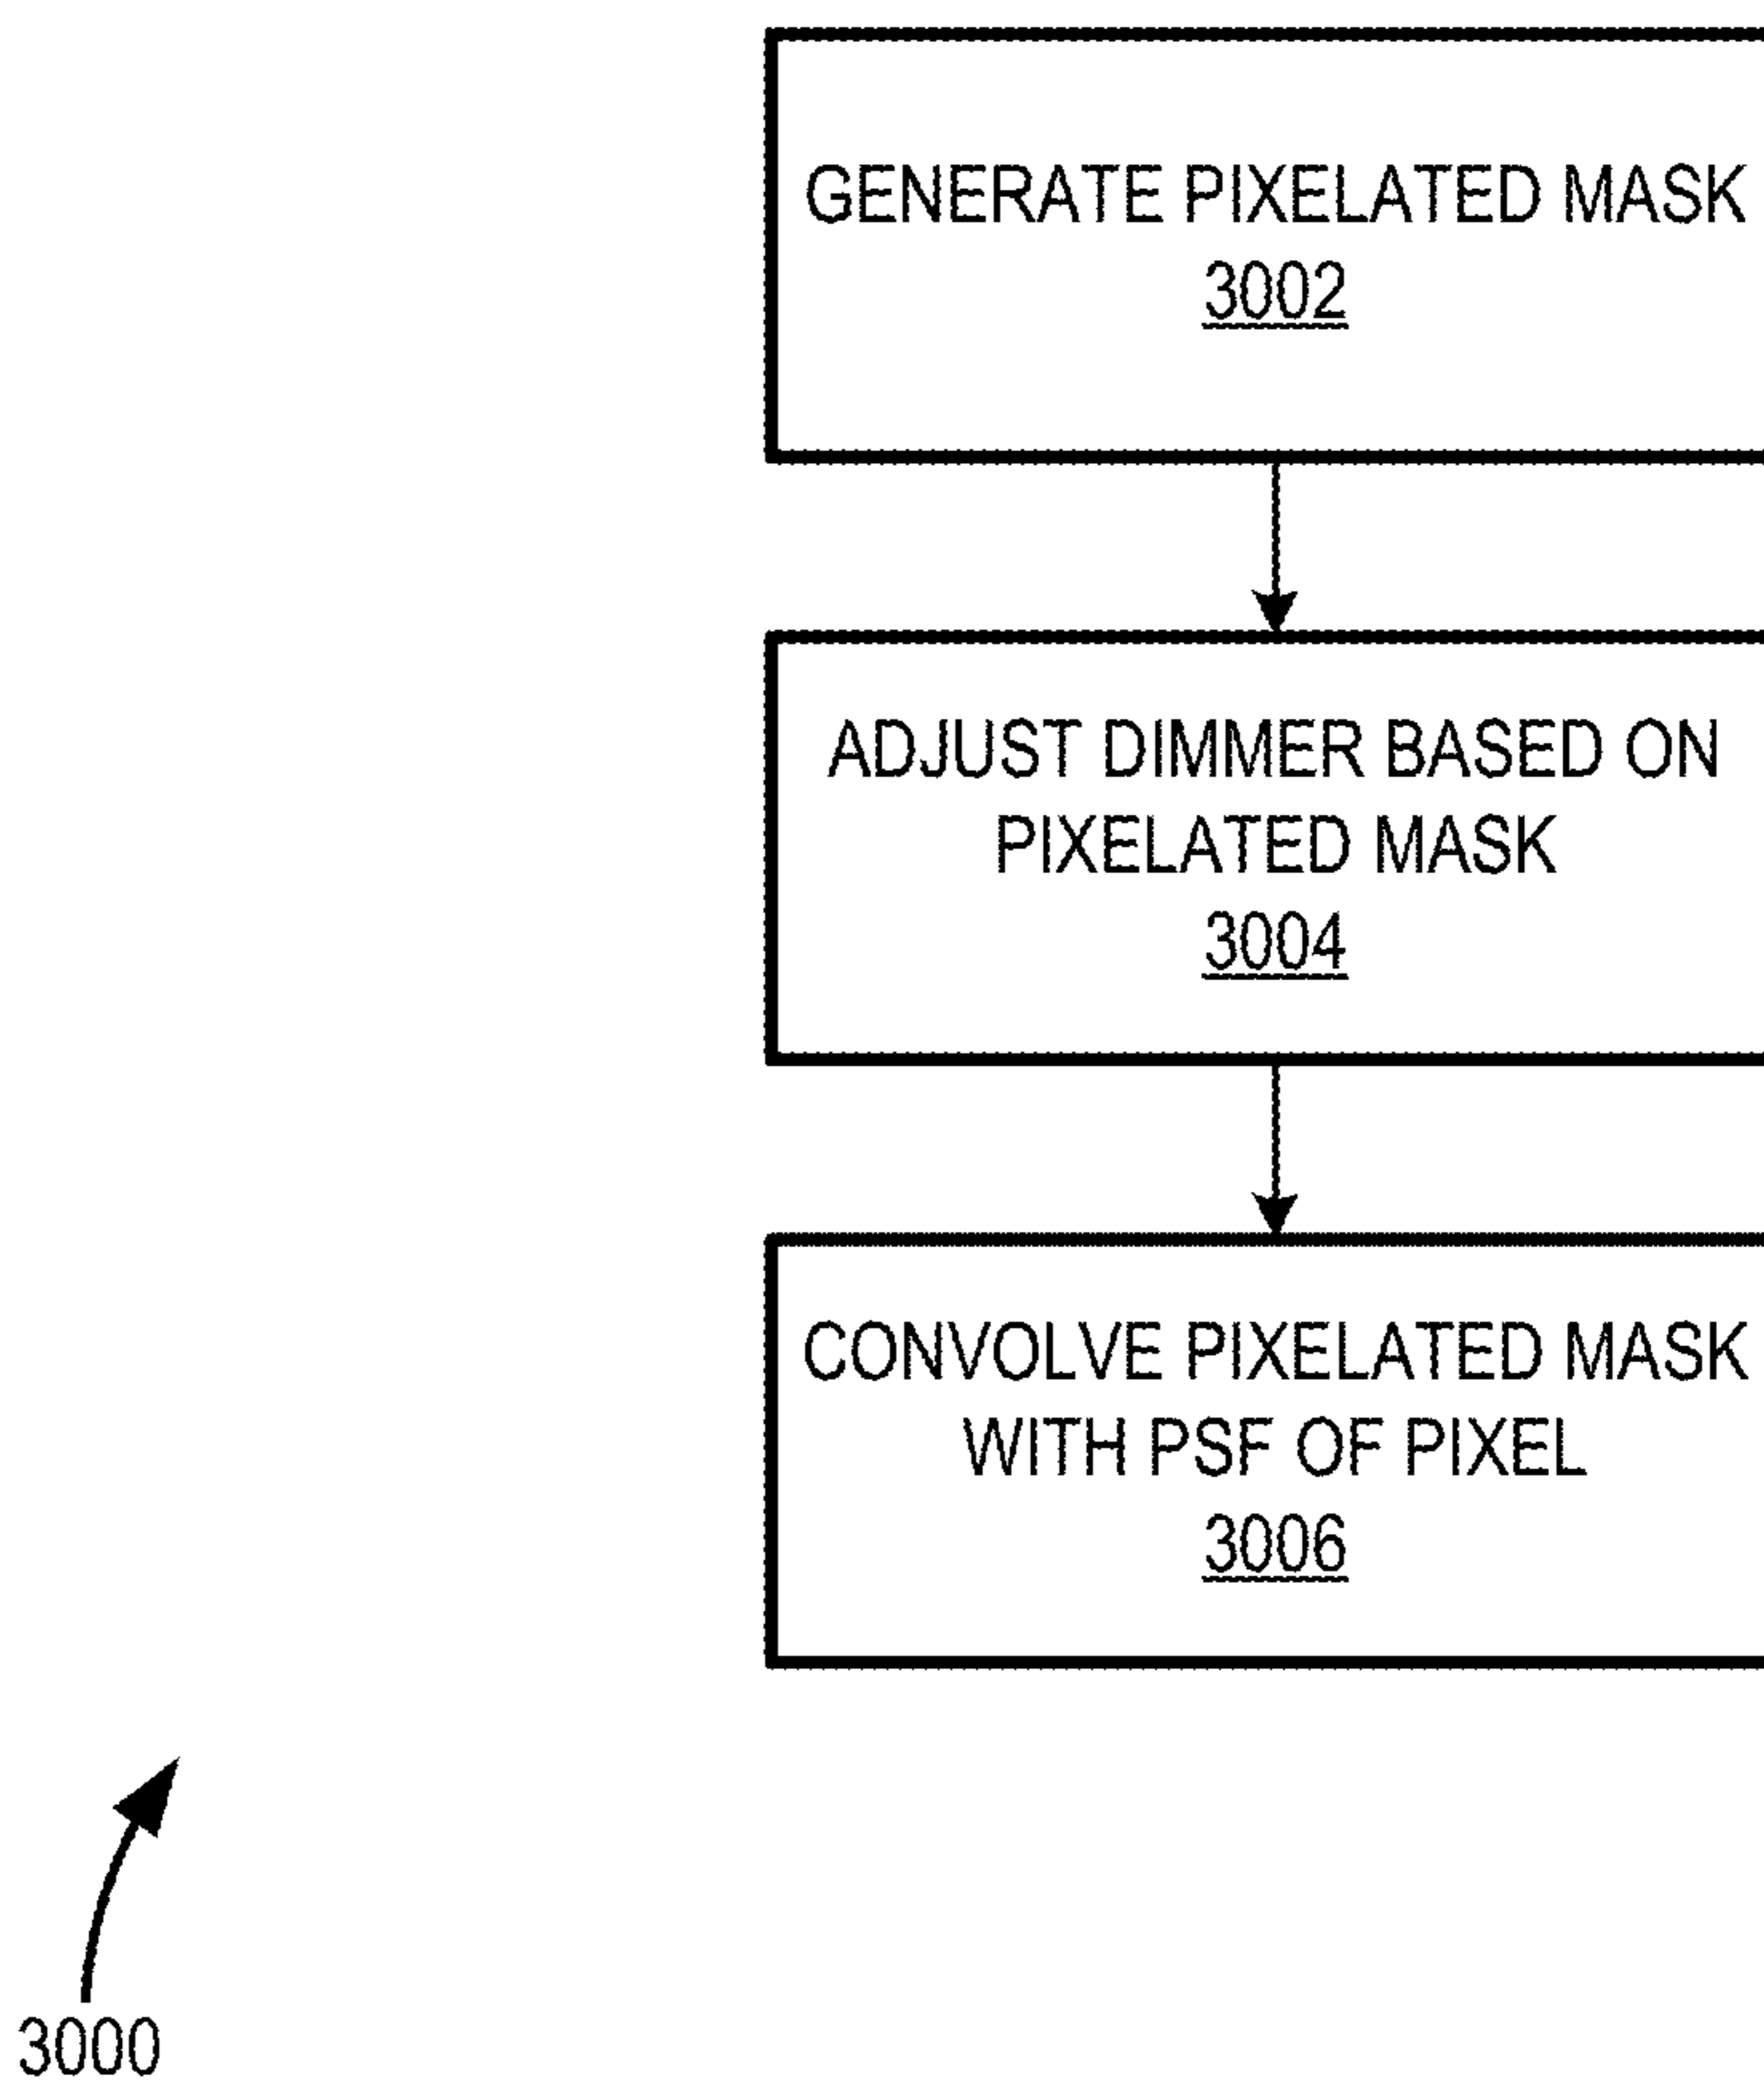 GENERATE PIXELATED MASK
3002
ADJUST DIMMER BASED ON
PIXELATED MASK
3004
CONVOLVE PIXELATED MASK
WITH PSF OF PIXEL
3006
3000